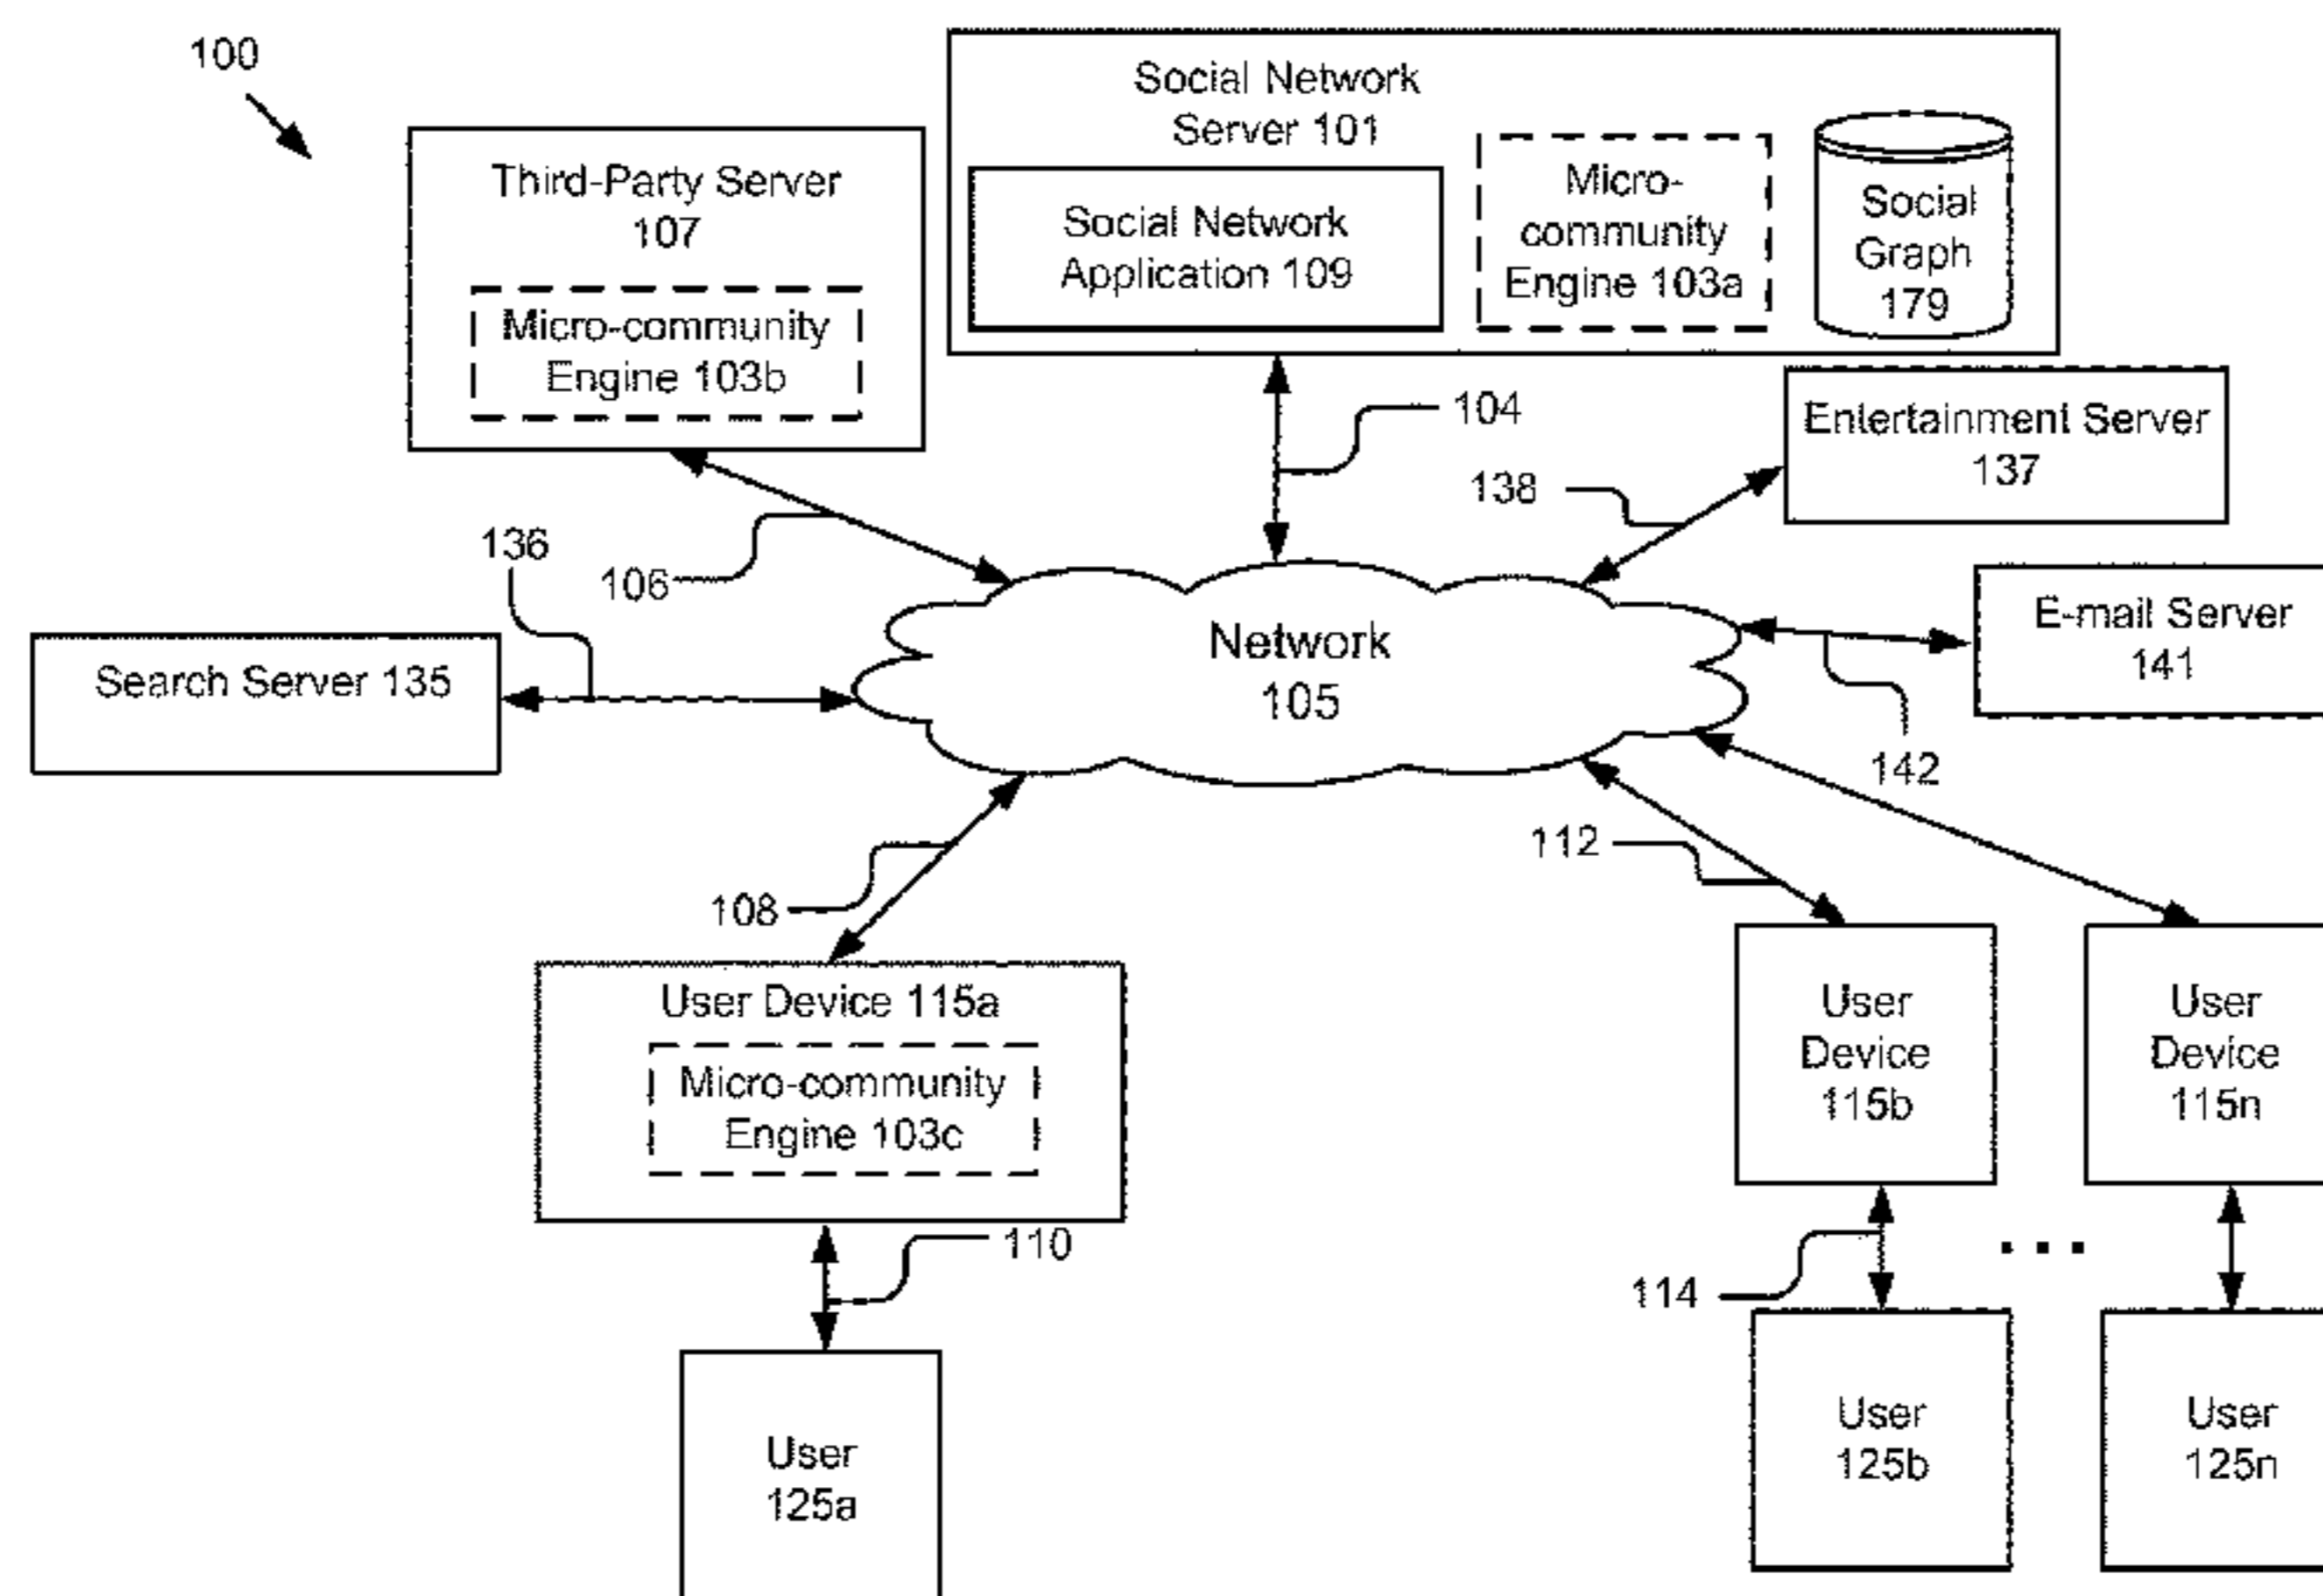 100
Social Network
Server 101
Third-Party Server
107
Micro-community
Engine 103b
Social Network
Application 109
Micro-
community
Engine 103a
Social
Graph
179
104
Entertainment Server
137
138
106
136
Search Server 135
Network
105
E-mail Server
141
142
112
108
User Device 115a
Micro-community
Engine 103c
User
Device
115b
User
Device
115n
110
114
...
User
125a
User
125b
User
125n